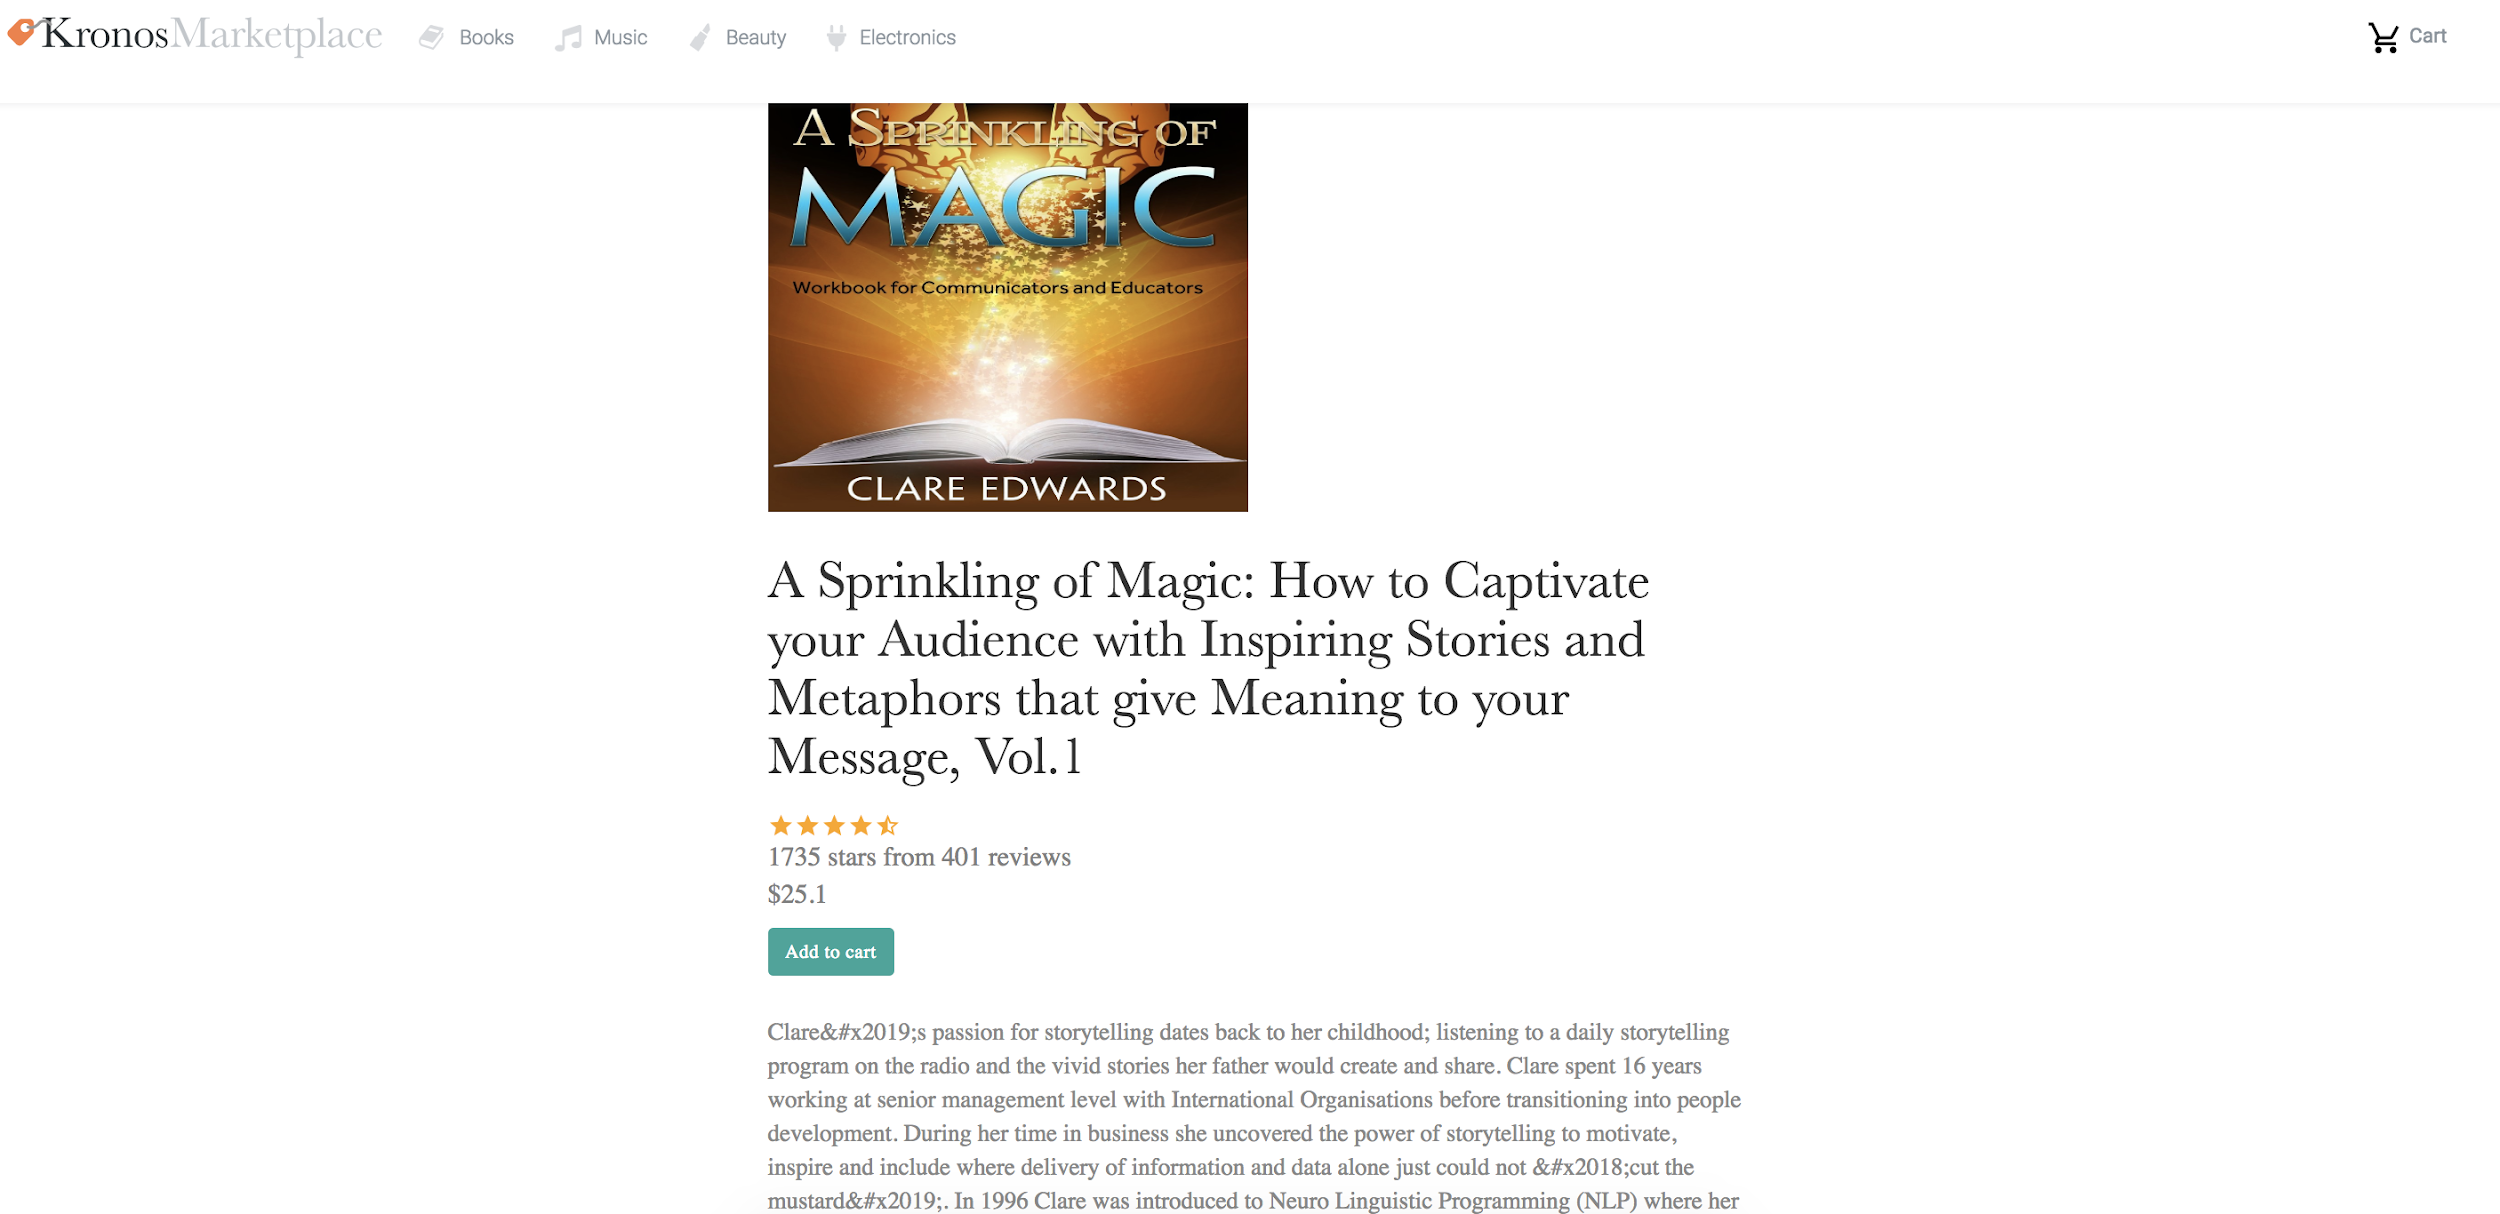 KronosMarketplace
Books
Music
Beauty
Electronics
Cart
A SPRINKLING OF
MAGIC
Workbook for Communicators and Educators
CLARE EDWARDS
A Sprinkling of Magic: How to Captivate
your Audience with Inspiring Stories and
Metaphors that give Meaning to your
Message, Vol.1
1735 stars from 401 reviews
$25.1
Add to cart
Clare&#x2019;s passion for storytelling dates back to her childhood; listening to a daily storytelling
program on the radio and the vivid stories her father would create and share. Clare spent 16 years
working at senior management level with International Organisations before transitioning into people
development. During her time in business she uncovered the power of storytelling to motivate,
inspire and include where delivery of information and data alone just could not &#x2018;cut the
mustard&#x2019;. In 1996 Clare was introduced to Neuro Linguistic Programming (NLP) where her